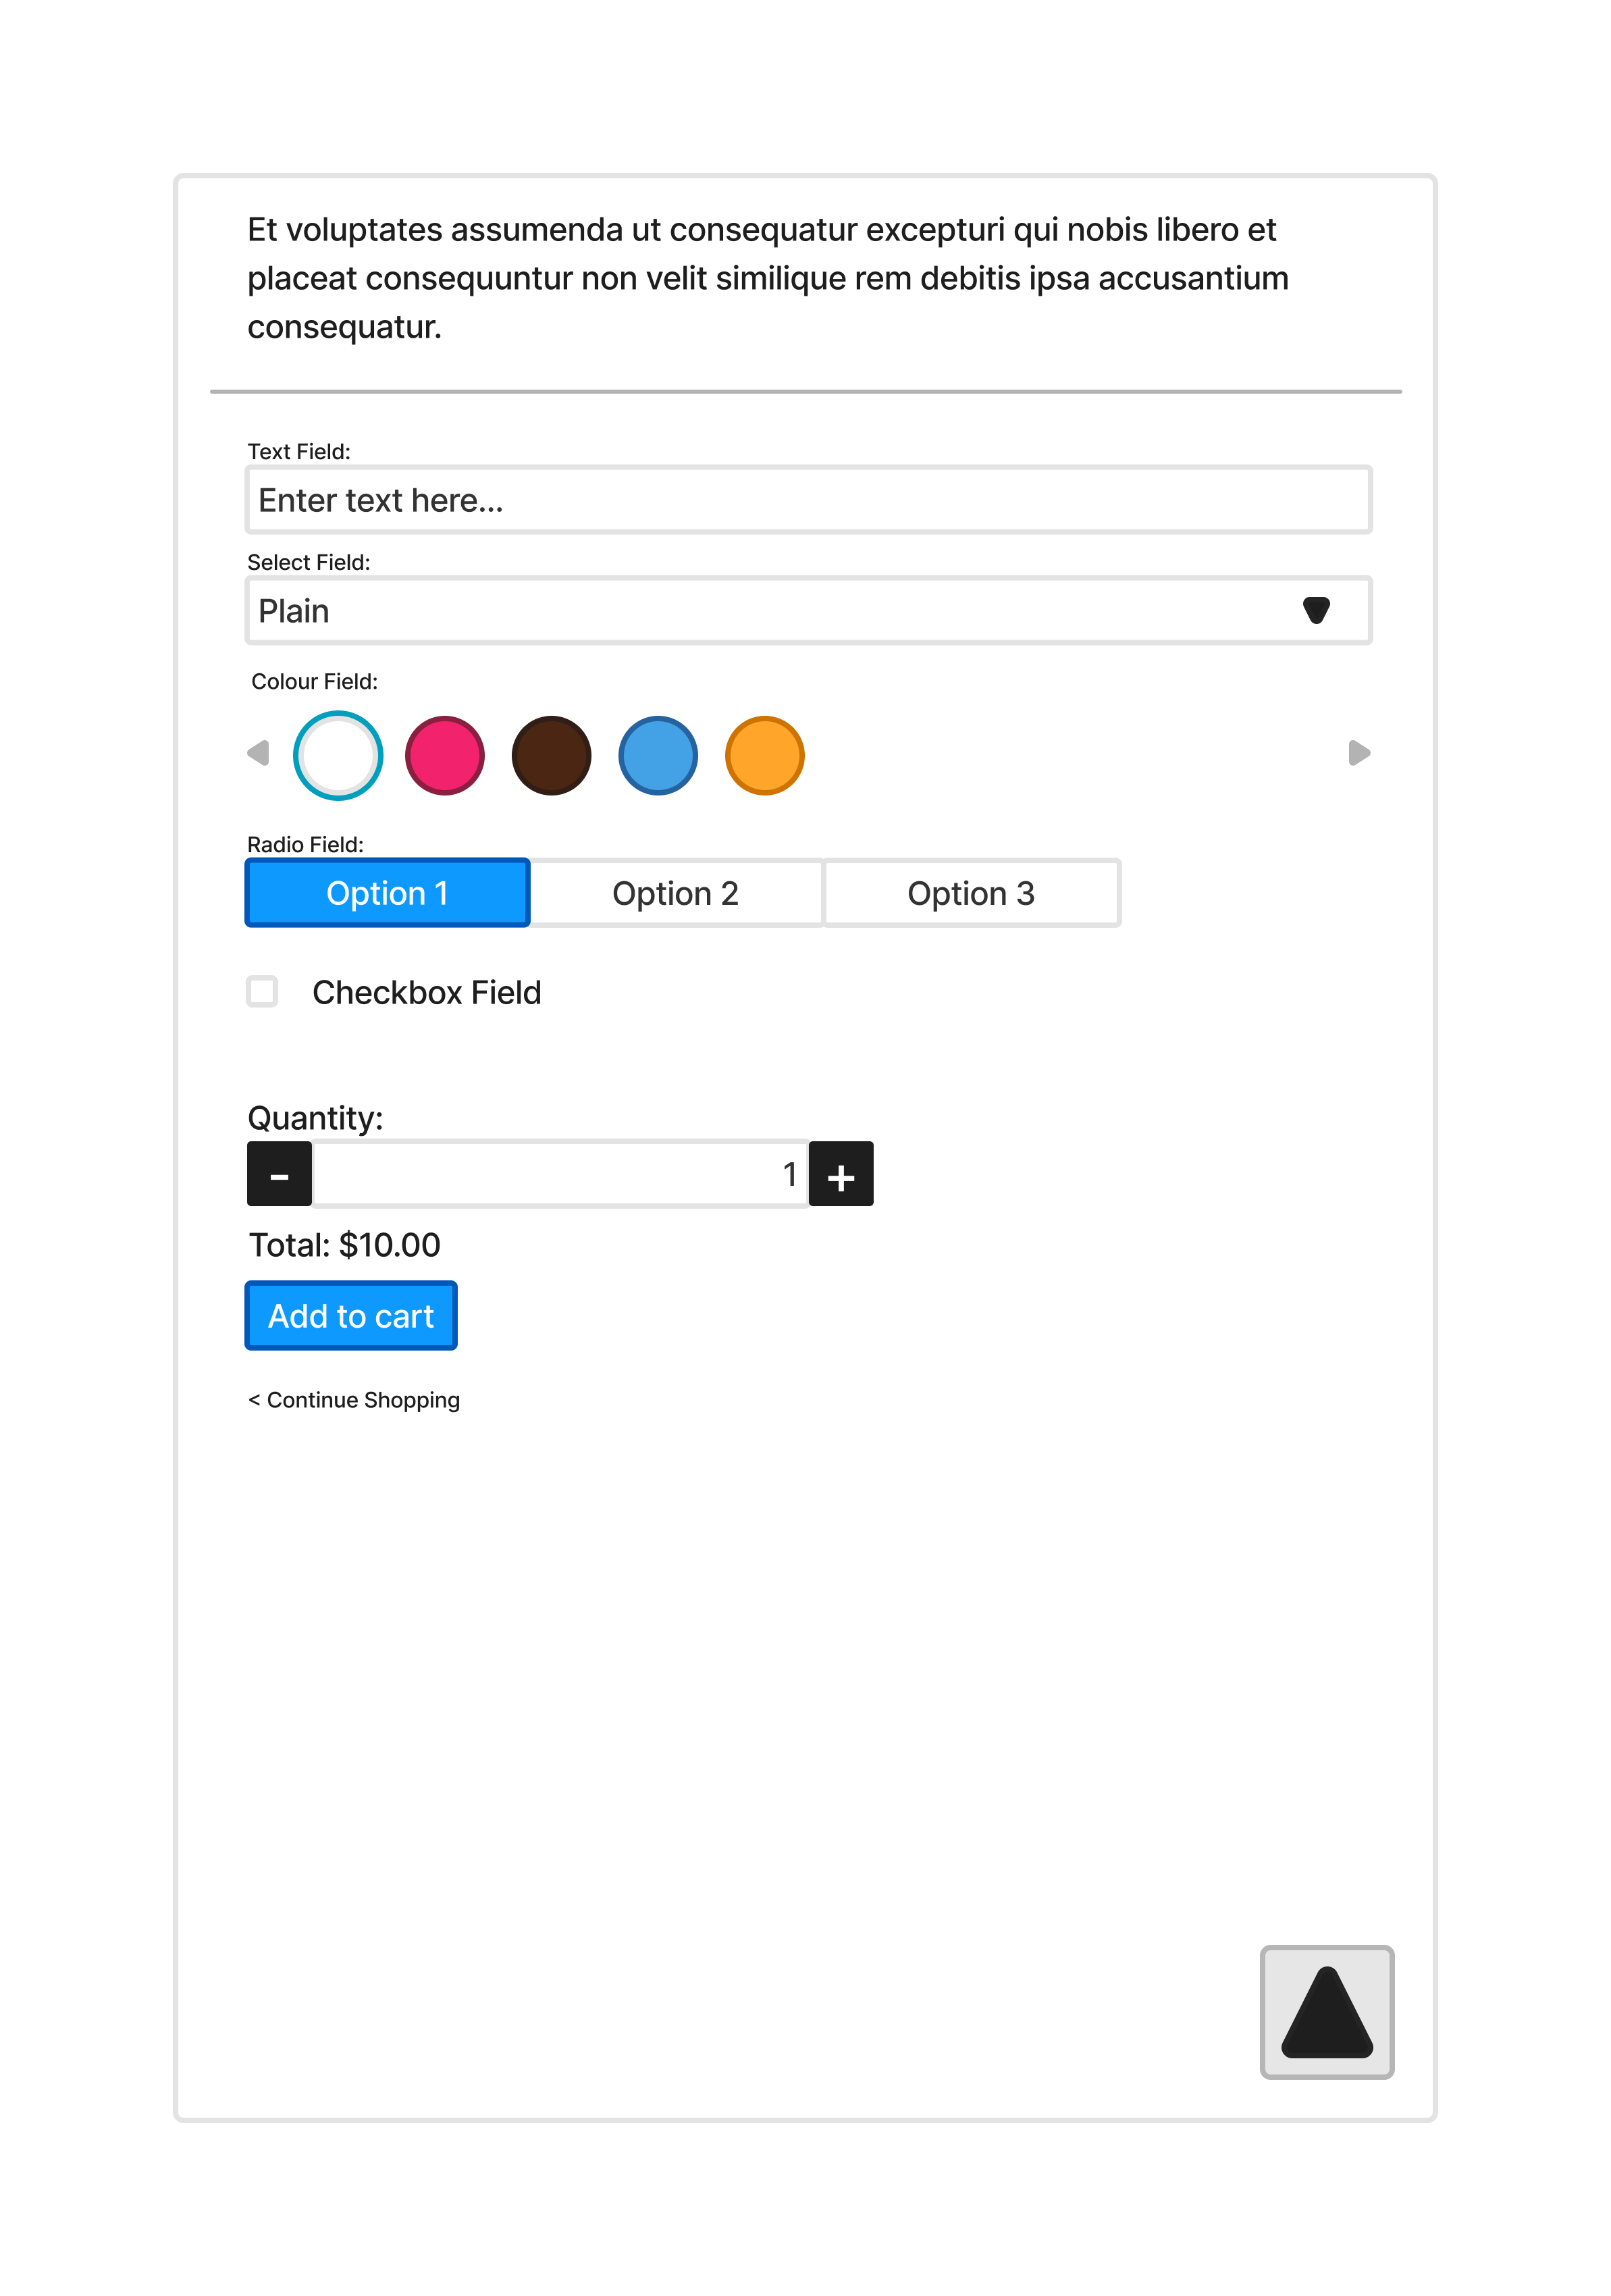 Et voluptates assumenda ut consequatur excepturi qui nobis libero et
placeat consequuntur non velit similique rem debitis ipsa accusantium
consequatur.
Text Field:
Enter text here...
Select Field:
Plain
Colour Field:
Radio Field:
Option 1 Option 2 Option 3
Checkbox Field
Quantity:
- 1 +
Total: $10.00
Add to cart
< Continue Shopping